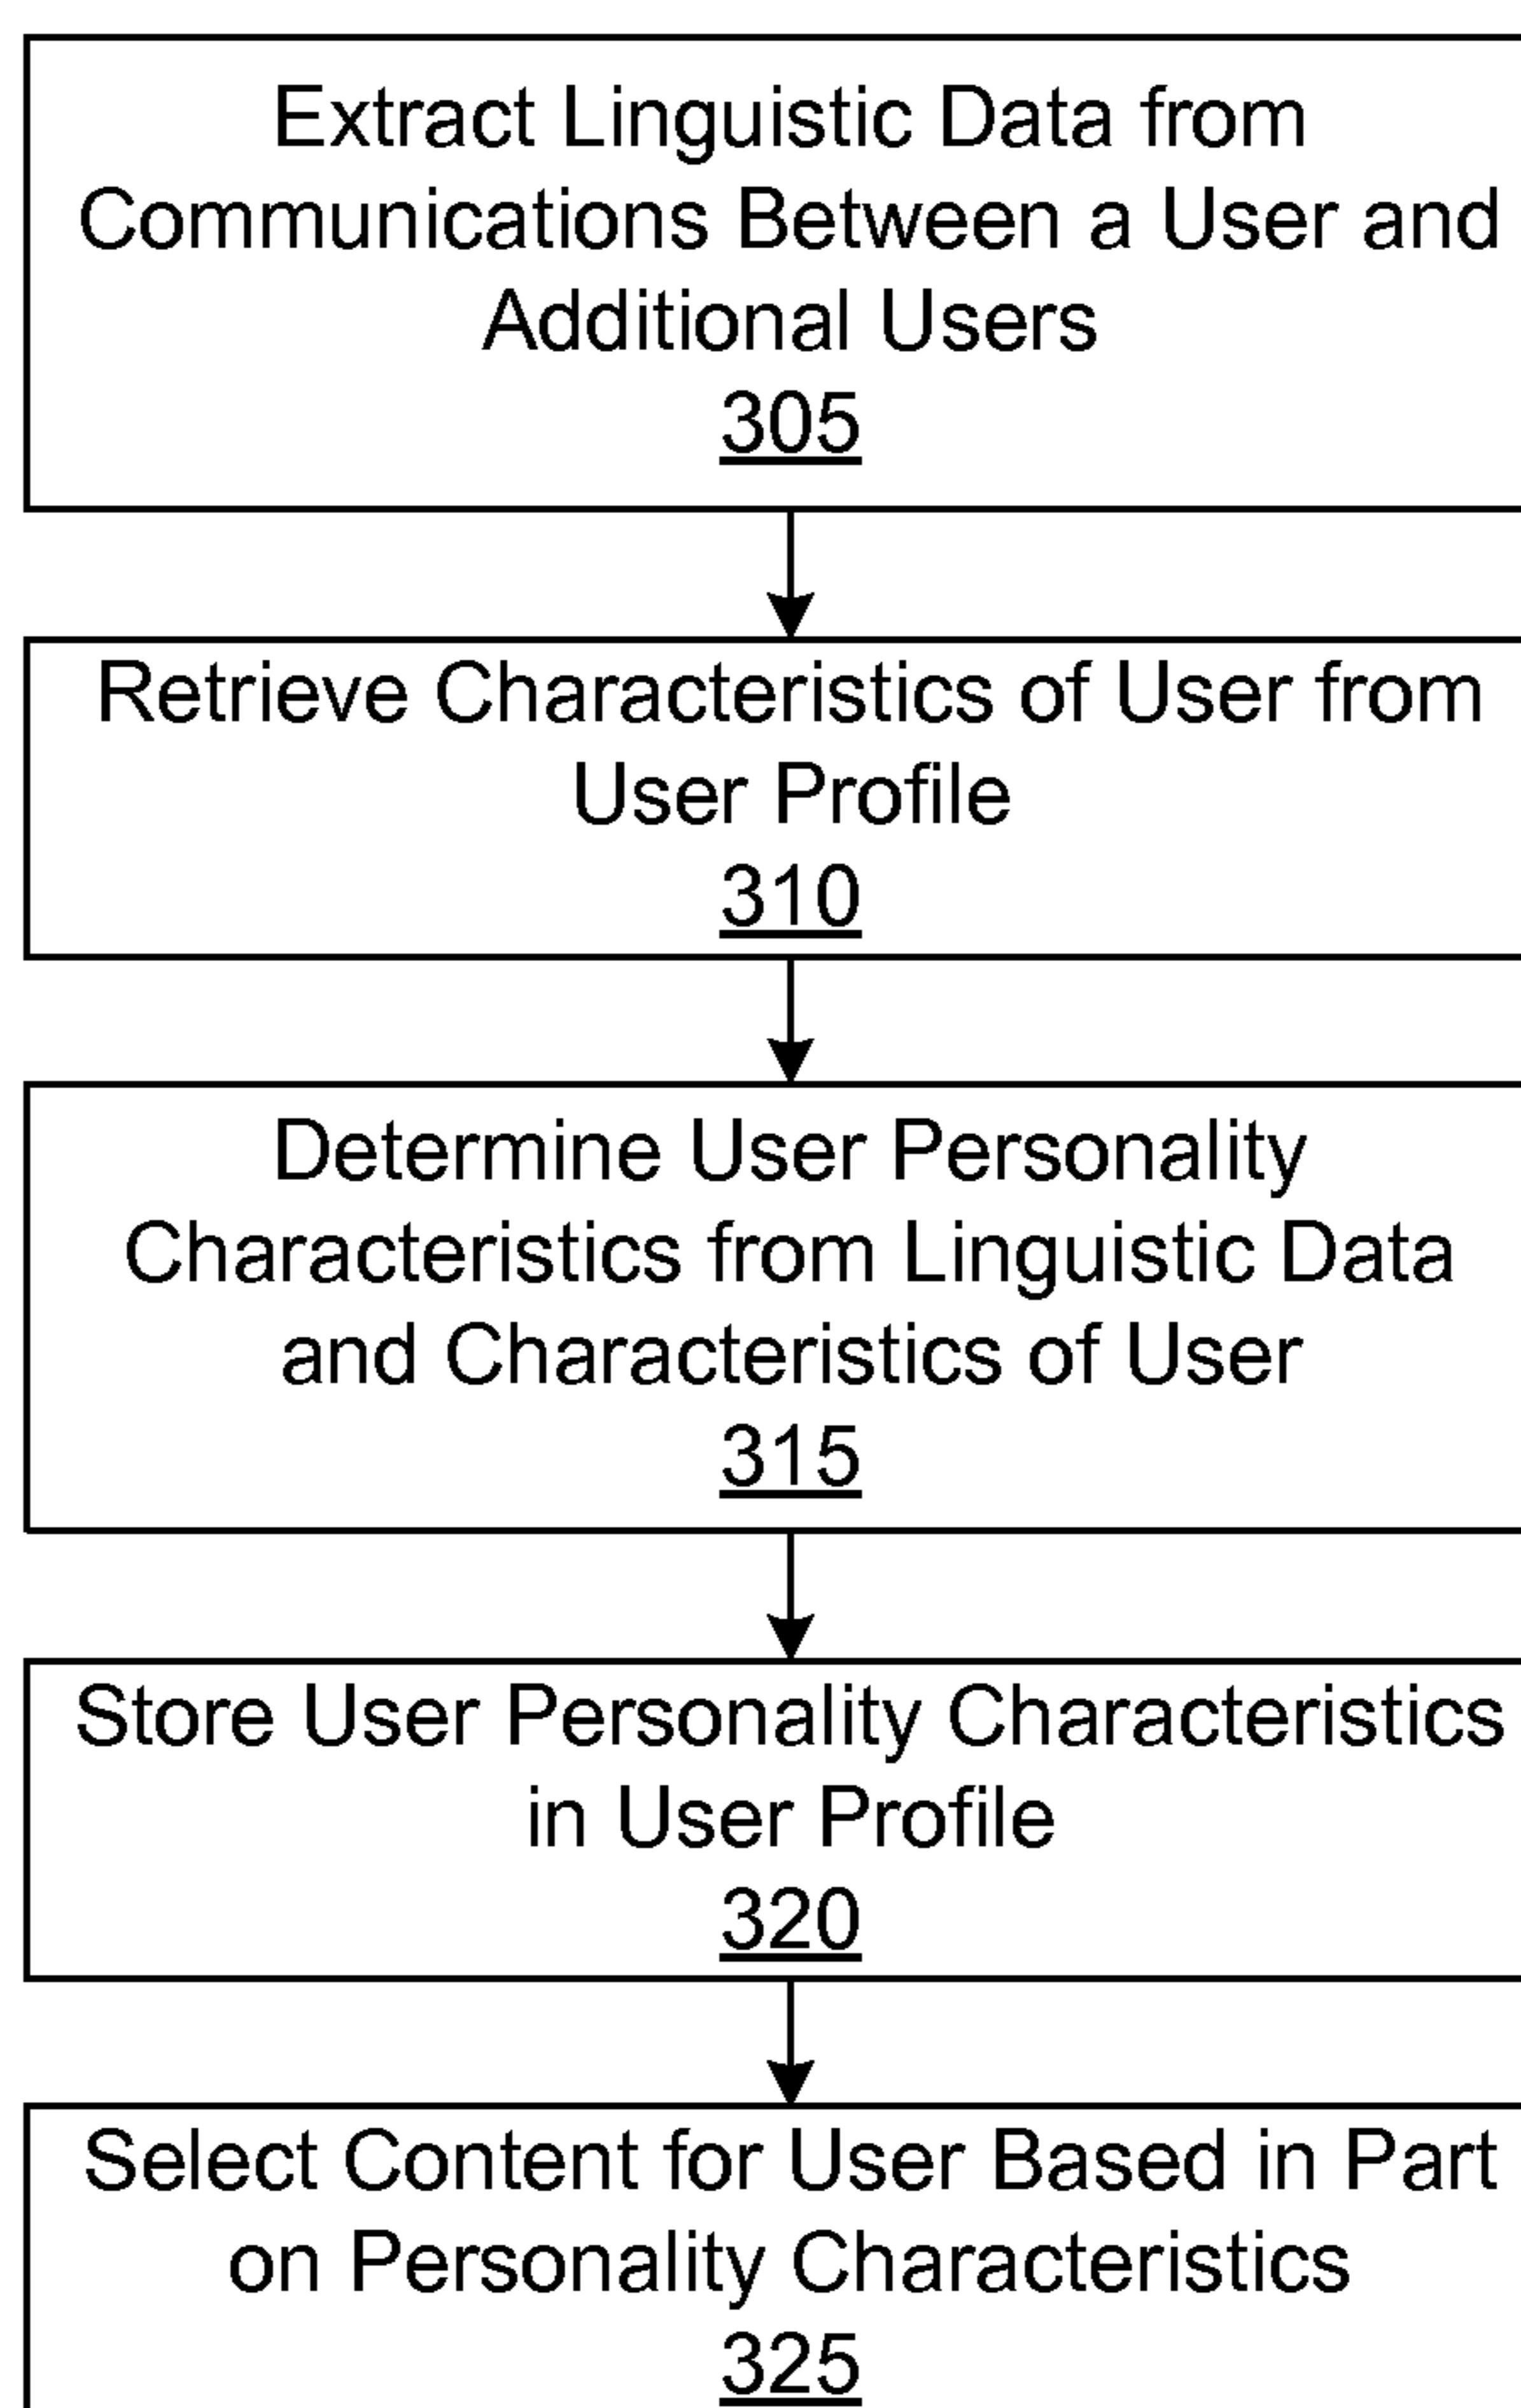 Extract Linguistic Data from
Communications Between a User and
Additional Users
305
Retrieve Characteristics of User from
User Profile
310
Determine User Personality
Characteristics from Linguistic Data
and Characteristics of User
315
Store User Personality Characteristics
in User Profile
320
Select Content for User Based in Part
on Personality Characteristics
325